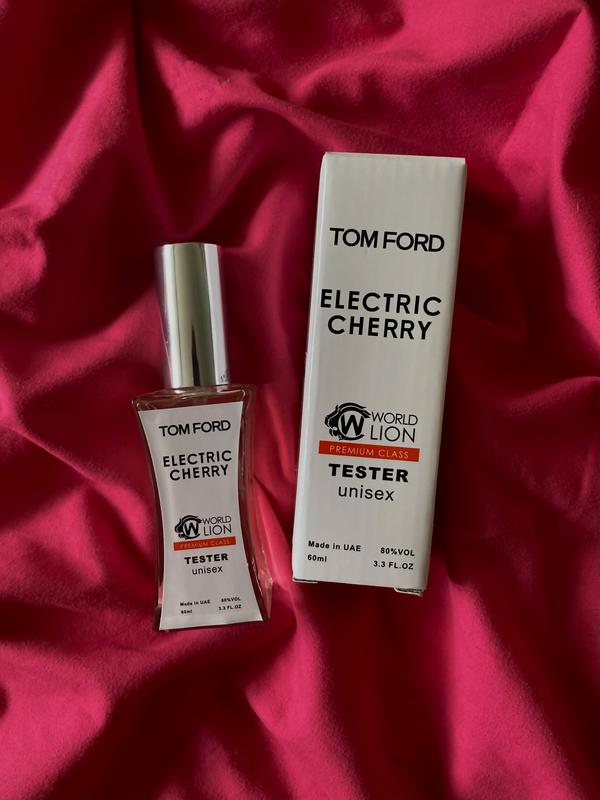 TOM FORD
ELECTRIC
CHERRY
W WORLD
LION
PREMIUM CLASS
TESTER
unisex
Made in UAE 80%VOL
60ml 3.3 FL.OZ
TOM FORD
ELECTRIC
CHERRY
W WORLD
LION
PREMIUM CLASS
TESTER
unisex
Made in UAE 80%VOL.
60ml 3.3 FL.OZ